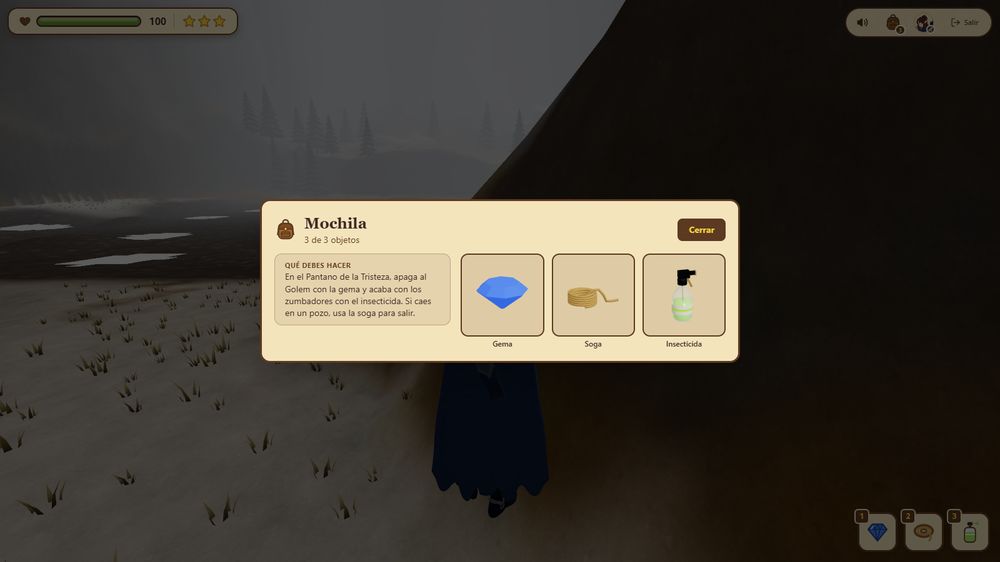 100
Salir
Mochila
3 de 3 objetos
Cerrar
QUÉ DEBES HACER
En el Pantano de la Tristeza, apaga al
Golem con la gema y acaba con los
zumbadores con el insecticida. Si caes
en un pozo, usa la soga para salir.
Gema
Soga
Insecticida
1
2
3